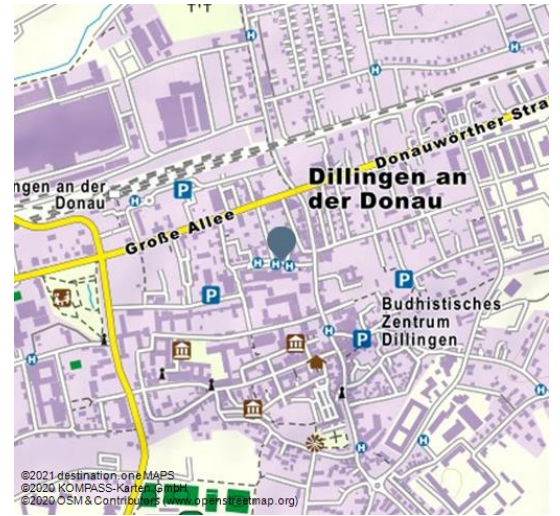 Donauwörther Stra
Dillingen an
der Donau
ngen an der
Donau
P
Große Allee
H
H
H
H
H
P
P
Budhistisches
Zentrum
Dillingen
P
H
H
H
H
H
H
©2021 destination.one MAPS
©2020 KOMPASS-Karten GmbH
©2020 OSM & Contributors (www.openstreetmap.org)